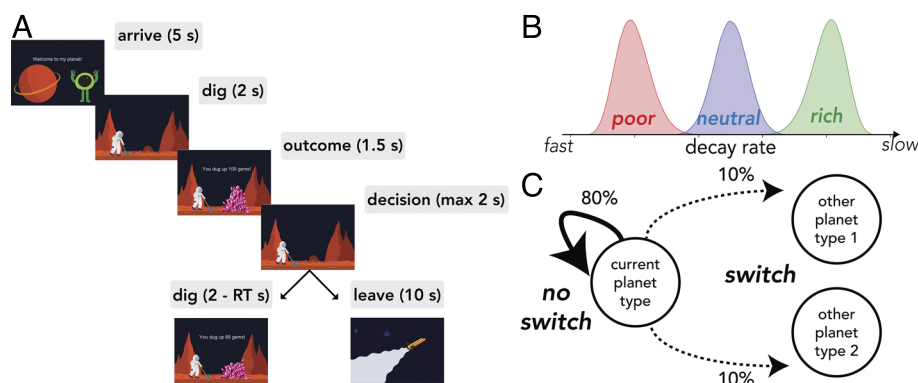 A
arrive (5 s)
Welcome to my planet!
dig (2 s)
outcome (1.5 s)
You dug up 100 gems!
decision (max 2 s)
dig (2 - RT s)
leave (10 s)
You dug up 65 gems!
B
poor
neutral
rich
fast
decay rate
slow
C
80%
10%
other
planet
type 1
current
planet
type
no
switch
switch
other
planet
type 2
10%